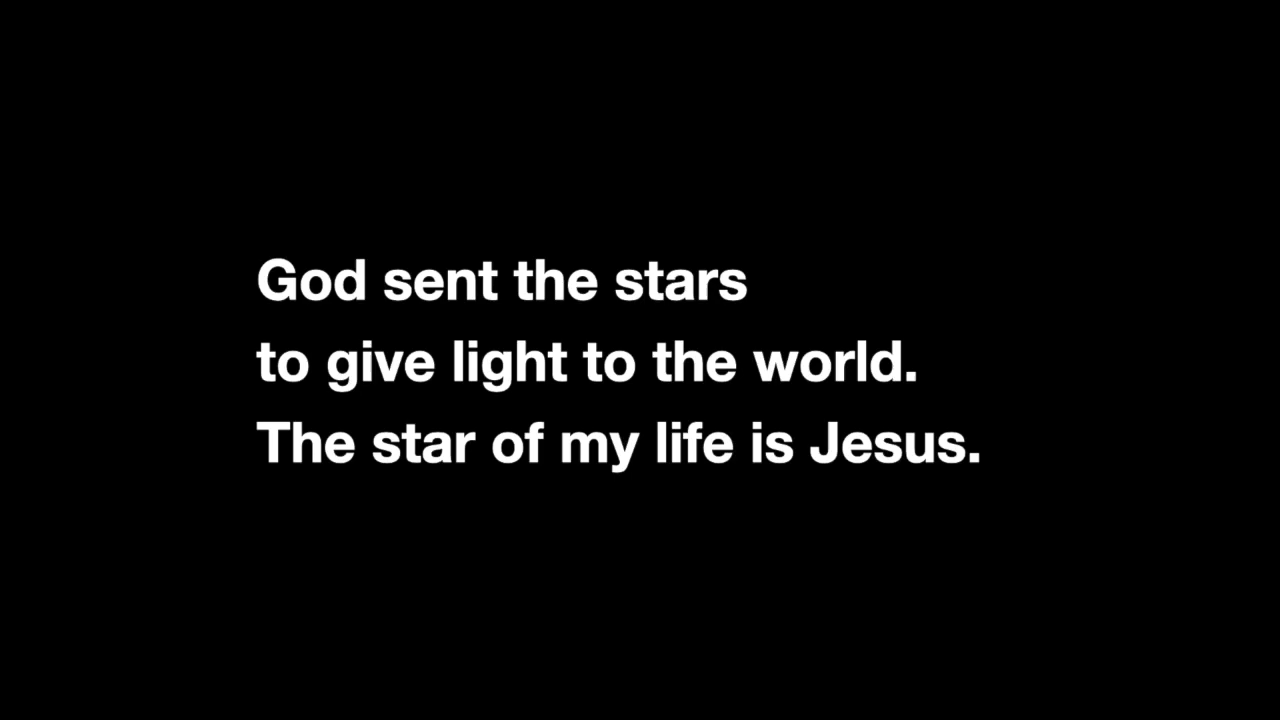 God sent the stars
to give light to the world.
The star of my life is Jesus.